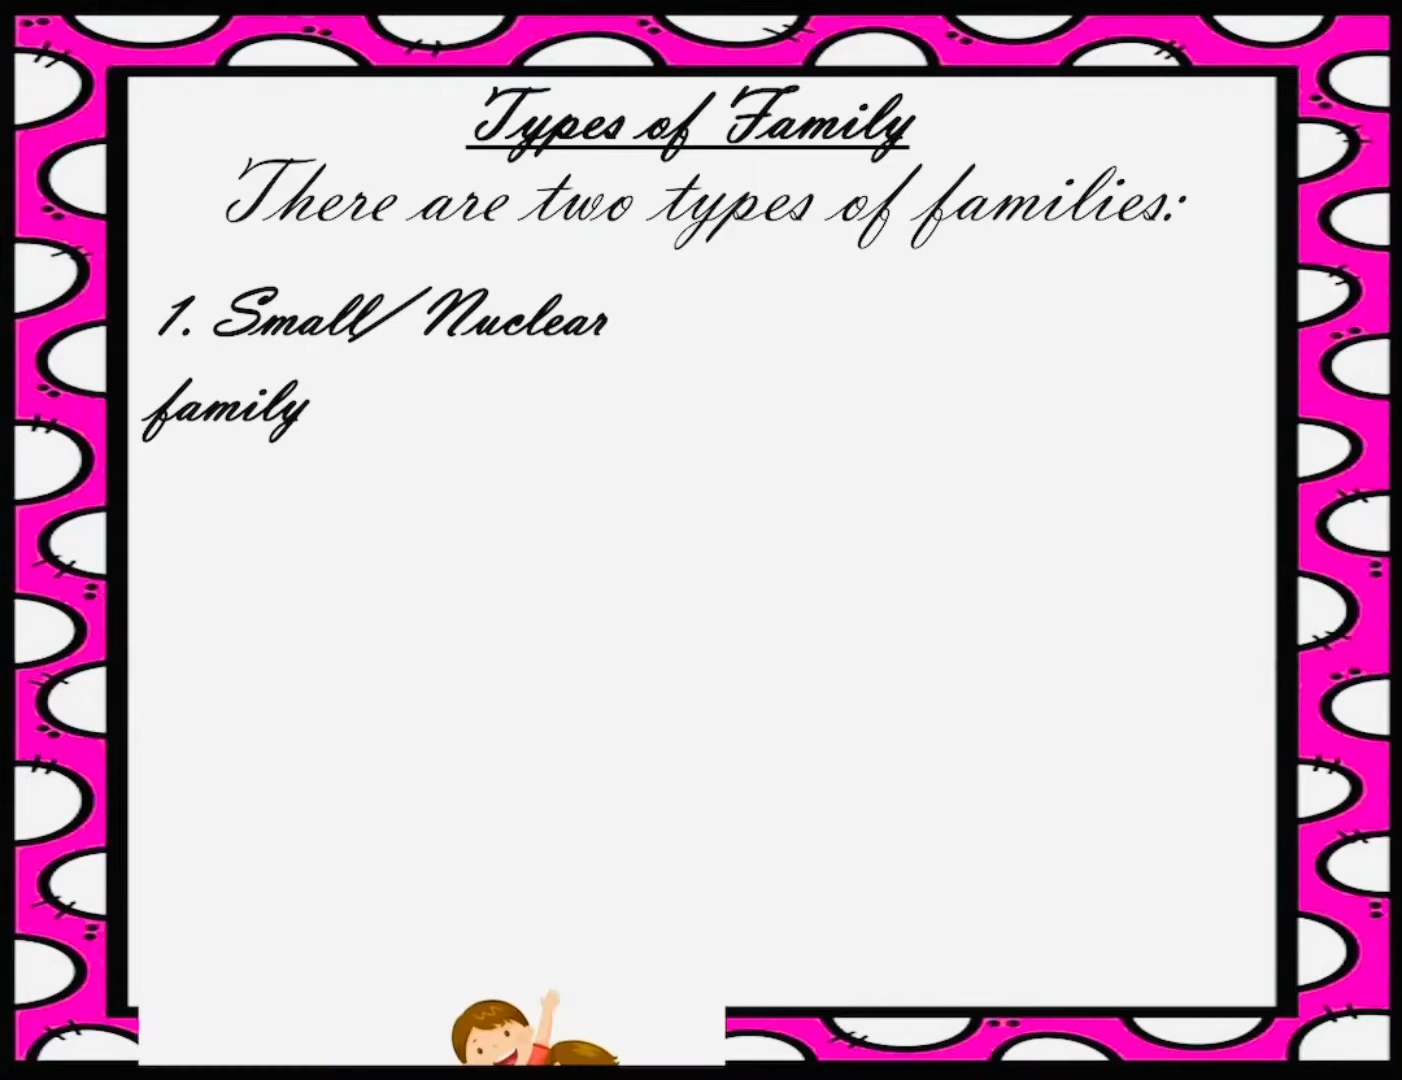 Types of Family
There are two types of families:
1. Small/ Nuclear
family